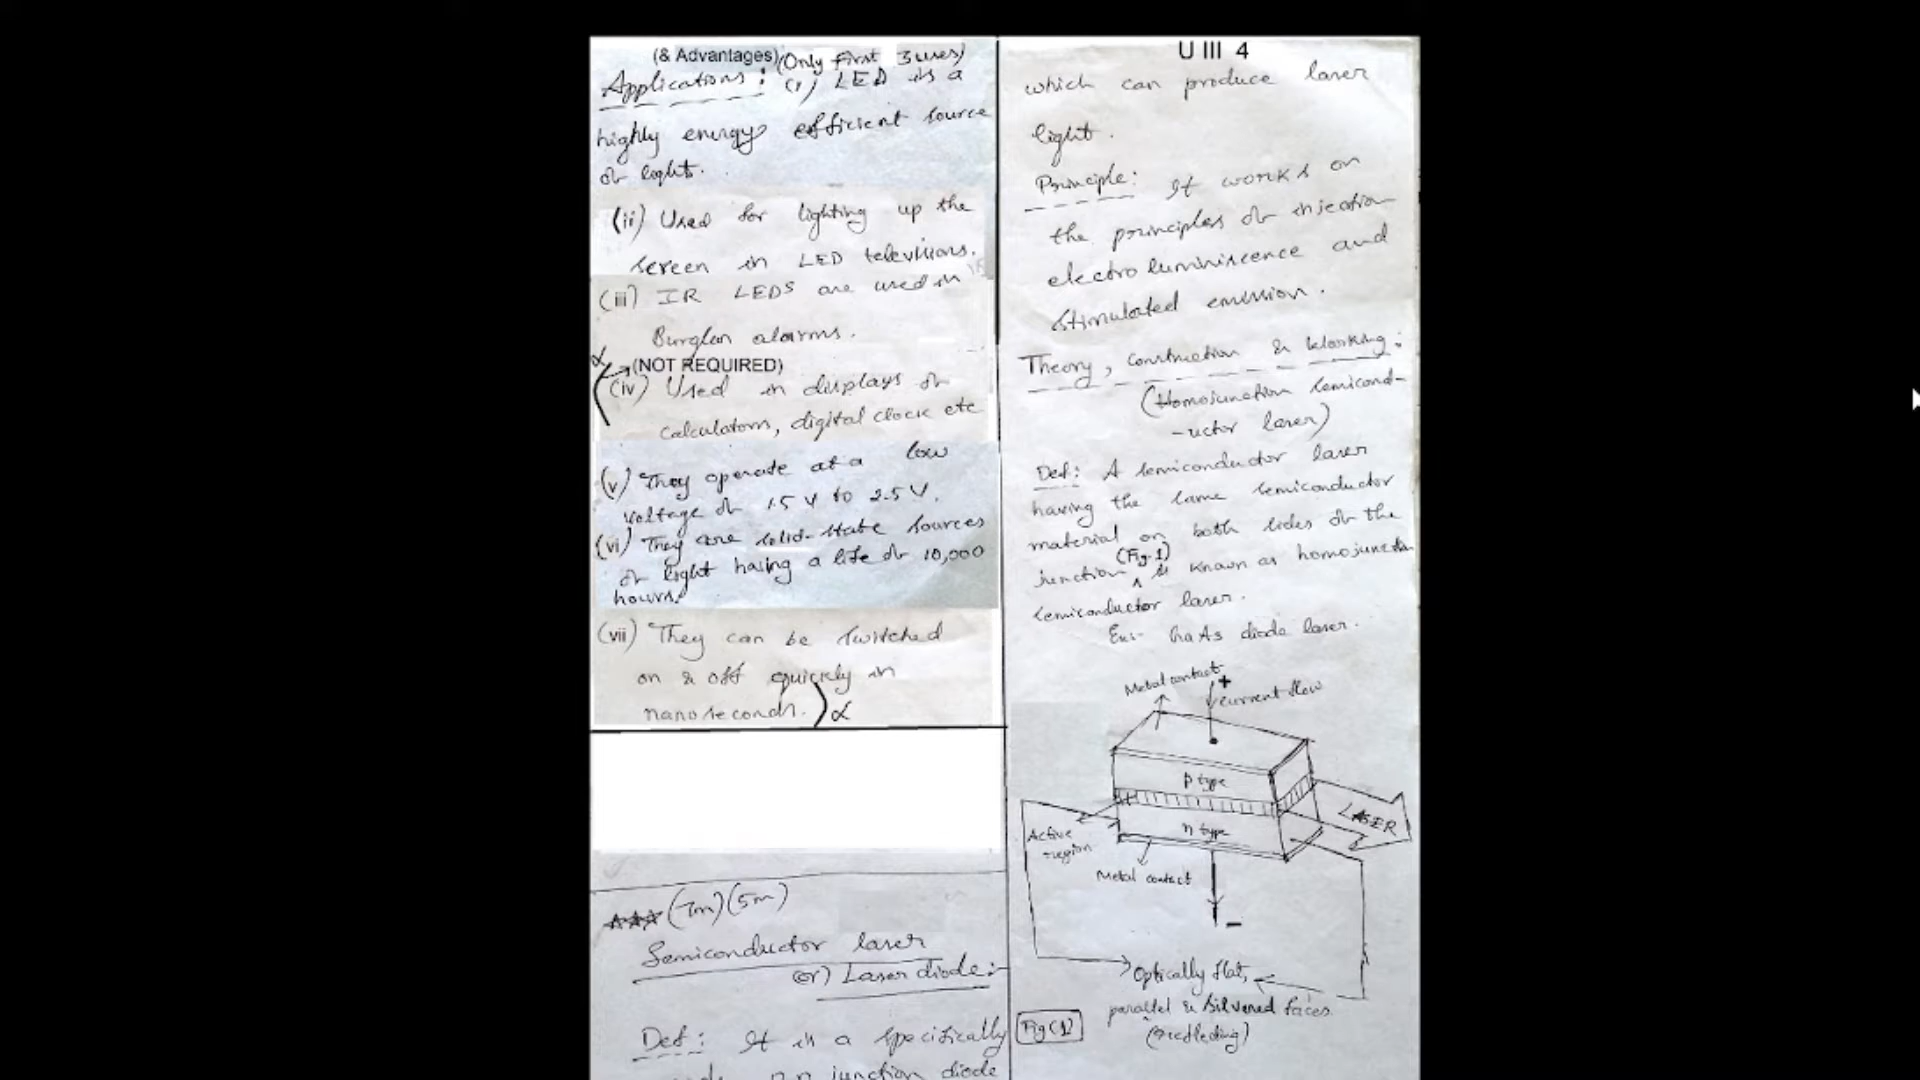 (& Advantages) (Only first 3 uses)
Applications: (i) LED is a
highly energy efficient source
of light.
(ii) Used for lighting up the
screen in LED televisions.
(iii) IR LEDS are used in
Burglar alarms.
(NOT REQUIRED)
(iv) Used in displays of
calculators, digital clock etc
(v) They operate at a low
voltage of 1.5 V to 2.5 V.
(vi) They are solid-state sources
of light having a life of 10,000
hours.
(vii) They can be switched
on & off quickly in
nanoseconds.
(7m) (5m)
Semiconductor laser
(or) Laser diode:-
Def: It is a specifically
p n junction diode
U III 4
which can produce laser
light.
Principle: It works on
the principles of injection
electroluminiscence and
stimulated emission.
Theory, construction & Working:
(Homojunction semicond-
-uctor laser)
Def: A semiconductor laser
having the same semiconductor
material on both sides of the
(Fig.1)
junction is known as homojunction
semiconductor laser.
Ex:- GaAs diode laser.
Metal contact +
current flow
p type
n type
LASER
Active
region
Metal contact
-
Optically flat,
parallel & Silvered faces
(reflecting)
Fig(1)